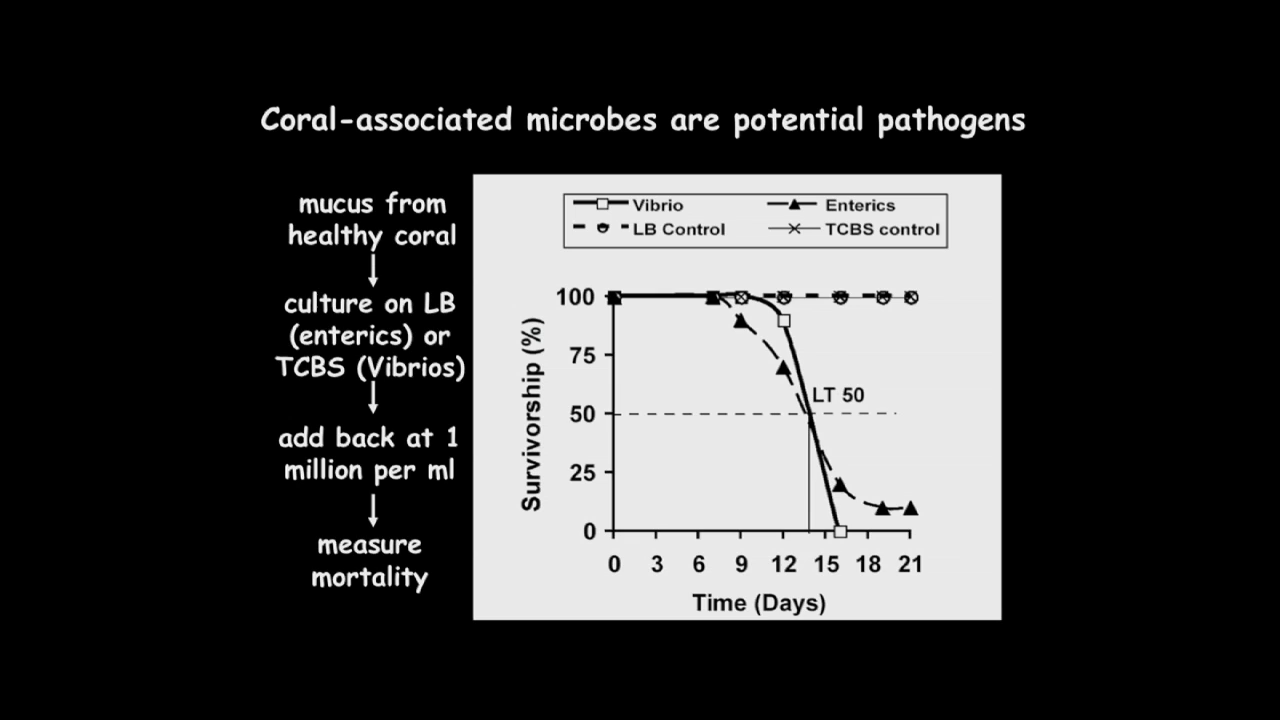 Coral-associated microbes are potential pathogens
mucus from
healthy coral
culture on LB
(enterics) or
TCBS (Vibrios)
add back at 1
million per ml
measure
mortality
Vibrio
Enterics
LB Control
TCBS control
Survivorship (%)
100
75
50
25
0
LT 50
0 3 6 9 12 15 18 21
Time (Days)